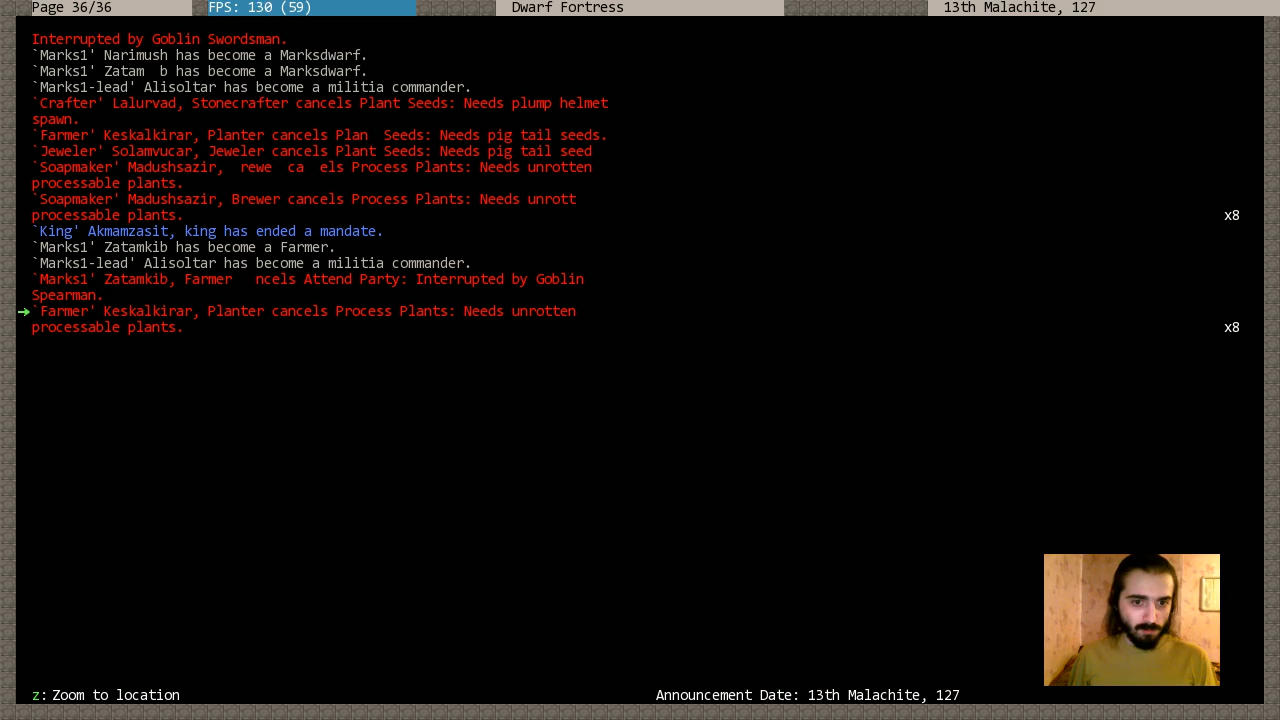 Page 36/36 FPS: 130 (59) Dwarf Fortress 13th Malachite, 127
Interrupted by Goblin Swordsman.
`Marks1' Narimush has become a Marksdwarf.
`Marks1' Zatam  b has become a Marksdwarf.
`Marks1-lead' Alisoltar has become a militia commander.
`Crafter' Lalurvad, Stonecrafter cancels Plant Seeds: Needs plump helmet
spawn.
`Farmer' Keskalkirar, Planter cancels Plan  Seeds: Needs pig tail seeds.
`Jeweler' Solamvucar, Jeweler cancels Plant Seeds: Needs pig tail seed
`Soapmaker' Madushsazir,  rewe  ca  els Process Plants: Needs unrotten
processable plants.
`Soapmaker' Madushsazir, Brewer cancels Process Plants: Needs unrott
processable plants. x8
`King' Akmamzasit, king has ended a mandate.
`Marks1' Zatamkib has become a Farmer.
`Marks1-lead' Alisoltar has become a militia commander.
`Marks1' Zatamkib, Farmer   ncels Attend Party: Interrupted by Goblin
Spearman.
`Farmer' Keskalkirar, Planter cancels Process Plants: Needs unrotten
processable plants. x8
z: Zoom to location Announcement Date: 13th Malachite, 127